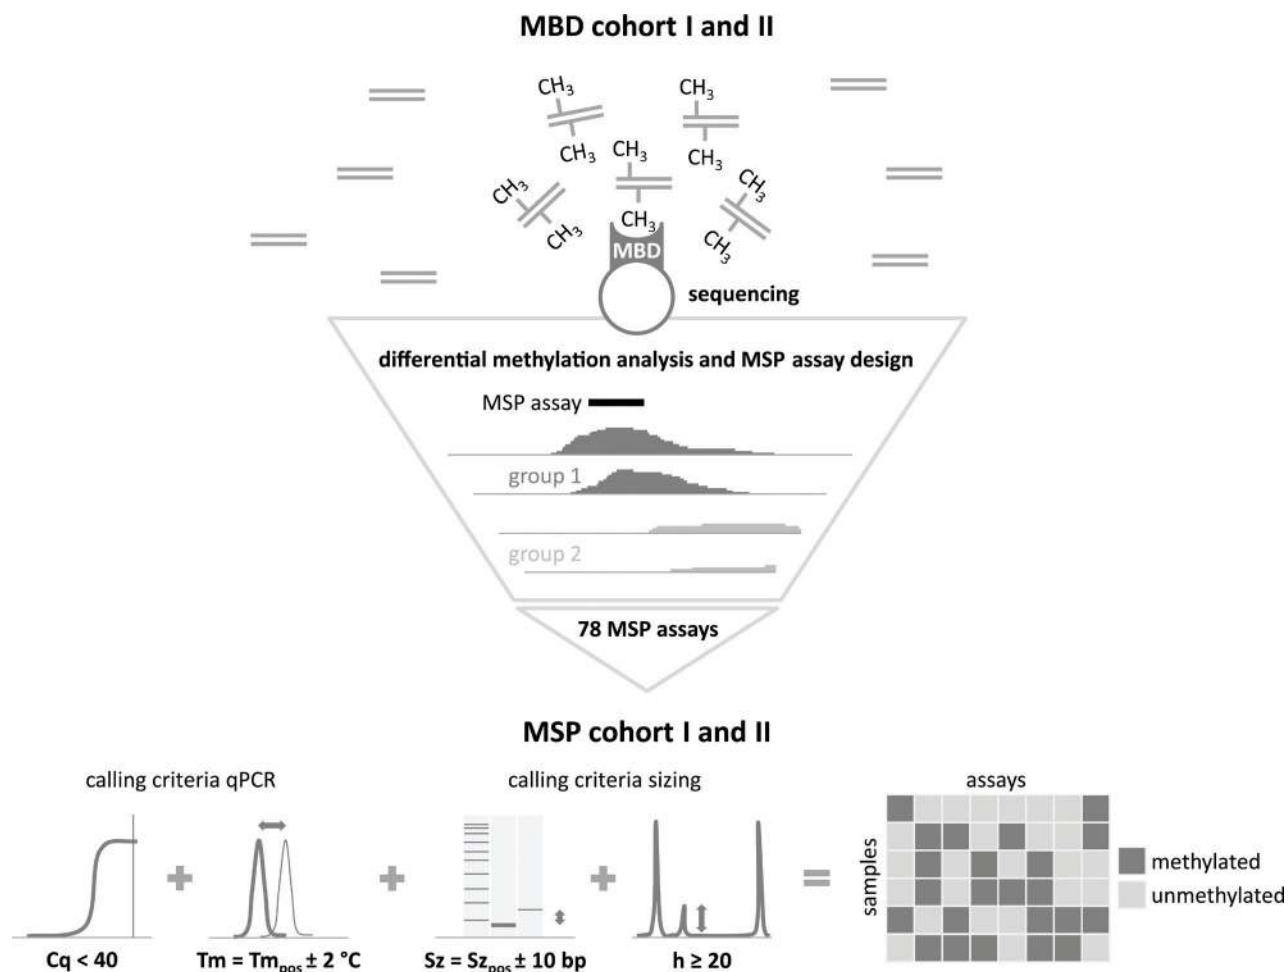 MBD cohort I and II
CH3
CH3
CH3
CH3
CH3
CH3
CH3
CH3
CH3
CH3
MBD
sequencing
differential methylation analysis and MSP assay design
MSP assay
group 1
group 2
78 MSP assays
MSP cohort I and II
calling criteria qPCR
calling criteria sizing
assays
samples
methylated
unmethylated
Cq < 40
Tm = Tmpos ± 2 °C
Sz = Szpos ± 10 bp
h ≥ 20